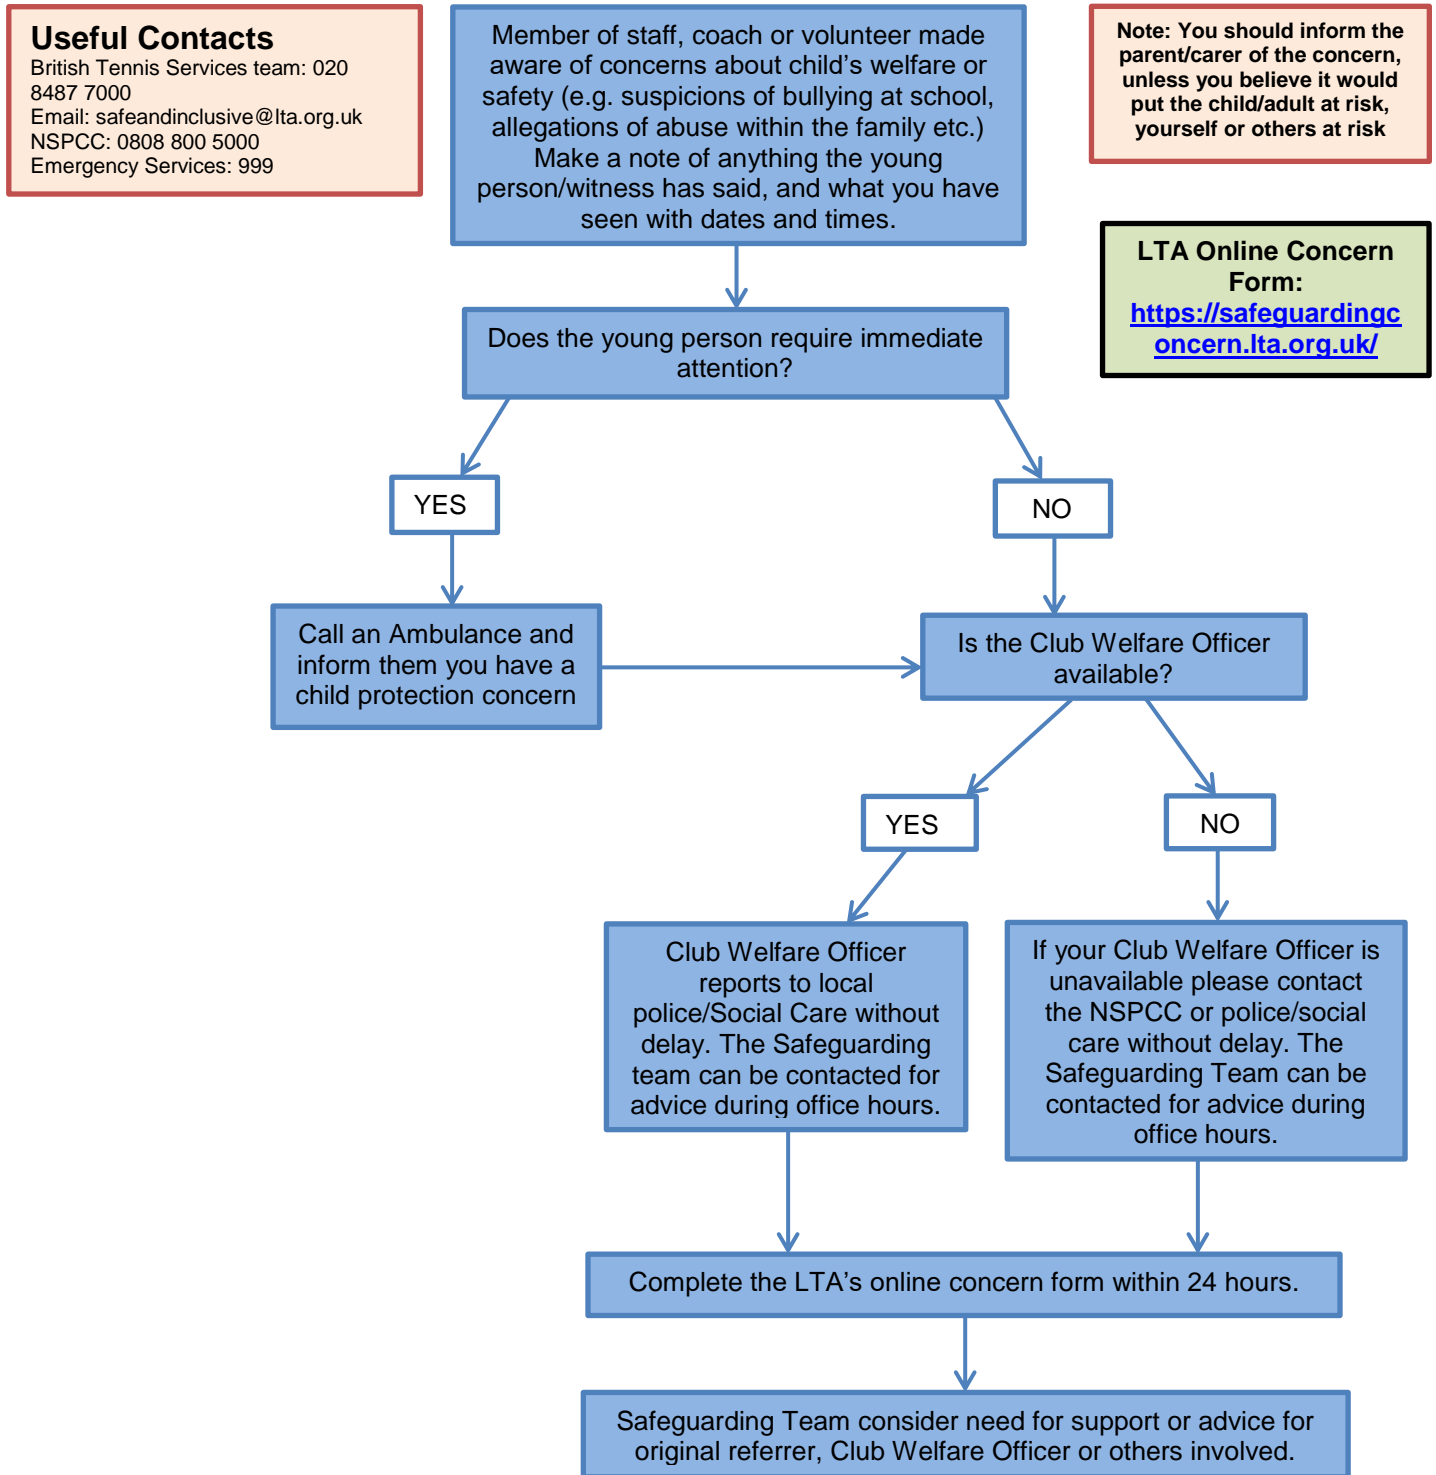 Useful Contacts
British Tennis Services team: 020
8487 7000
Email: safeandinclusive@lta.org.uk
NSPCC: 0808 800 5000
Emergency Services: 999
Member of staff, coach or volunteer made
aware of concerns about child’s welfare or
safety (e.g. suspicions of bullying at school,
allegations of abuse within the family etc.)
Make a note of anything the young
person/witness has said, and what you have
seen with dates and times.
Note: You should inform the
parent/carer of the concern,
unless you believe it would
put the child/adult at risk,
yourself or others at risk
LTA Online Concern
Form:
https://safeguardingc
oncern.lta.org.uk/
Does the young person require immediate
attention?
YES
NO
Call an Ambulance and
inform them you have a
child protection concern
Is the Club Welfare Officer
available?
YES
NO
Club Welfare Officer
reports to local
police/Social Care without
delay. The Safeguarding
team can be contacted for
advice during office hours.
If your Club Welfare Officer is
unavailable please contact
the NSPCC or police/social
care without delay. The
Safeguarding Team can be
contacted for advice during
office hours.
Complete the LTA’s online concern form within 24 hours.
Safeguarding Team consider need for support or advice for
original referrer, Club Welfare Officer or others involved.